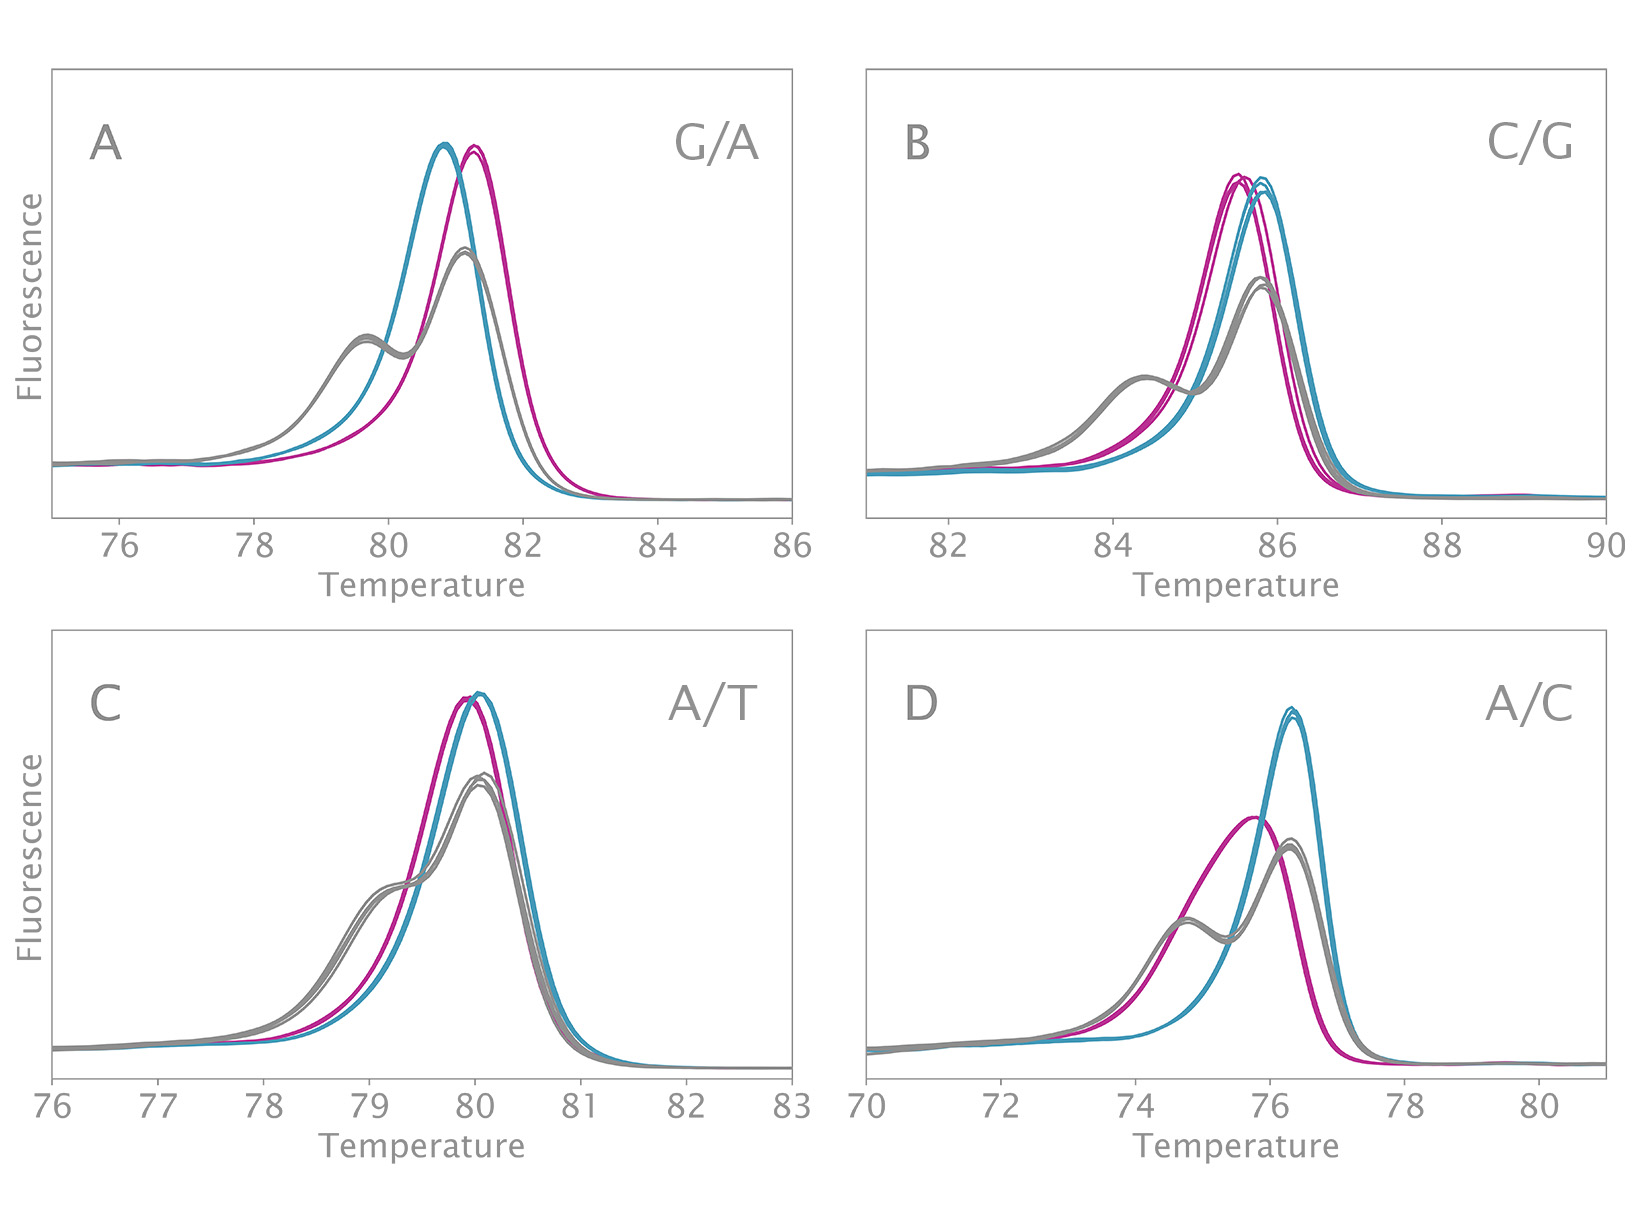 A G/A
B C/G
Fluorescence
76 78 80 82 84 86
82 84 86 88 90
Temperature
Temperature
C A/T
D A/C
Fluorescence
76 77 78 79 80 81 82 83
70 72 74 76 78 80
Temperature
Temperature